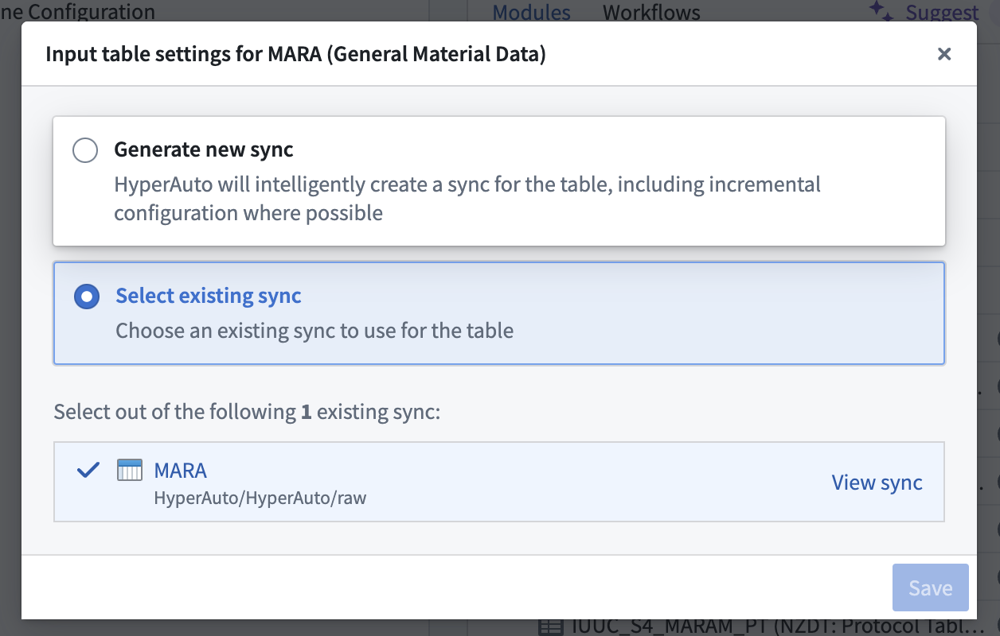 ne Configuration
Modules
Workflows
Suggest
Input table settings for MARA (General Material Data)
Generate new sync
HyperAuto will intelligently create a sync for the table, including incremental
configuration where possible
Select existing sync
Choose an existing sync to use for the table
Select out of the following 1 existing sync:
MARA
HyperAuto/HyperAuto/raw
View sync
Save
IUUC_S4_MARAM_PT (NZDT: Protocol Tabl…